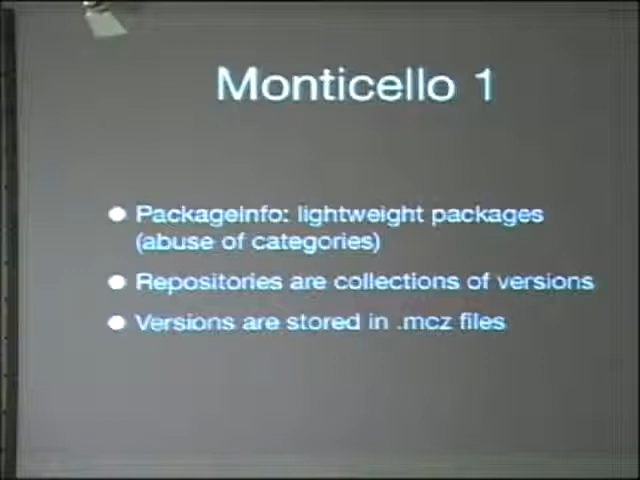 Monticello 1
PackageInfo: lightweight packages
(abuse of categories)
Repositories are collections of versions
Versions are stored in .mcz files